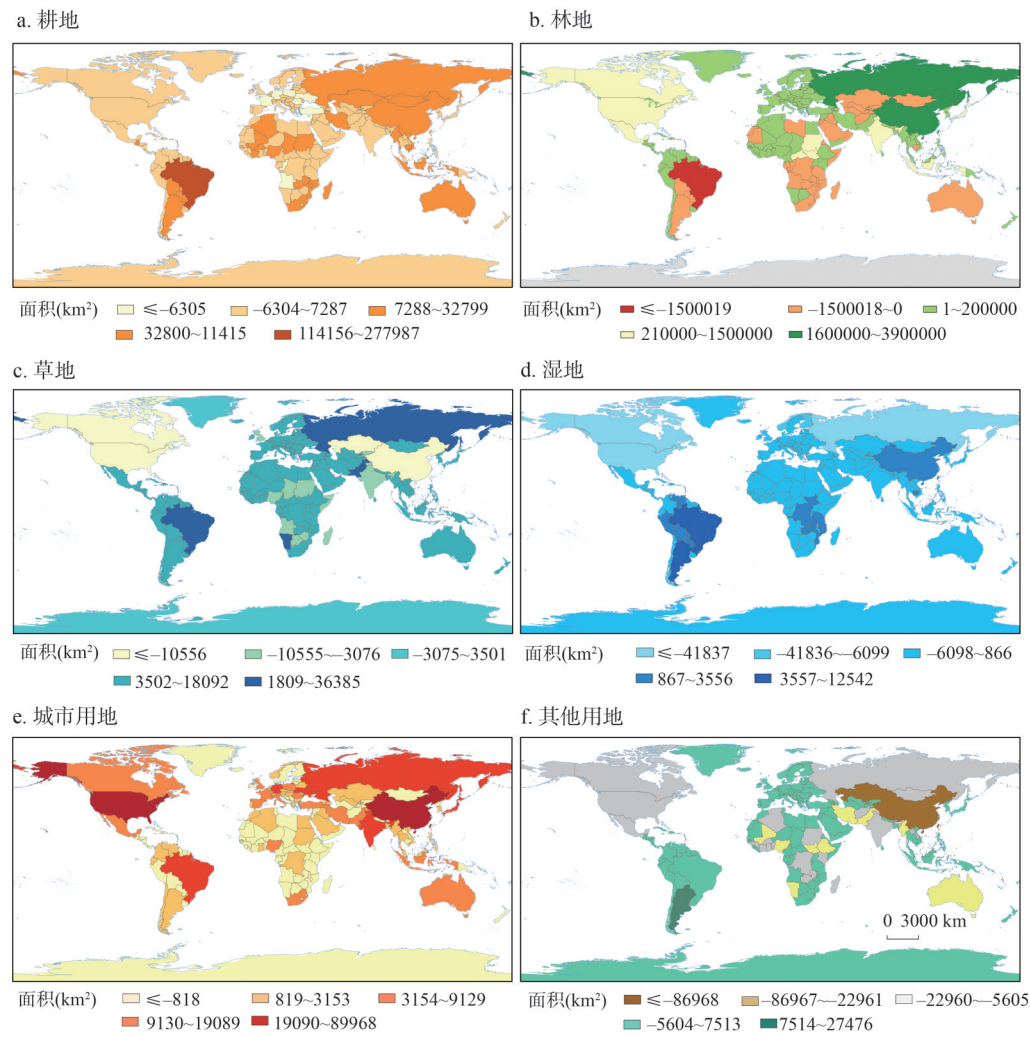 a. 耕地
b. 林地
面积(km²) ≤–6305 –6304~7287 7288~32799
32800~11415 114156~277987
面积(km²) ≤–1500019 –1500018~0 1~200000
210000~1500000 1600000~3900000
c. 草地
d. 湿地
面积(km²) ≤–10556 –10555~–3076 –3075~3501
3502~18092 1809~36385
面积(km²) ≤–41837 –41836~–6099 –6098~866
867~3556 3557~12542
e. 城市用地
f. 其他用地
0 3000 km
面积(km²) ≤–818 819~3153 3154~9129
9130~19089 19090~89968
面积(km²) ≤–86968 –86967~–22961 –22960~–5605
–5604~7513 7514~27476